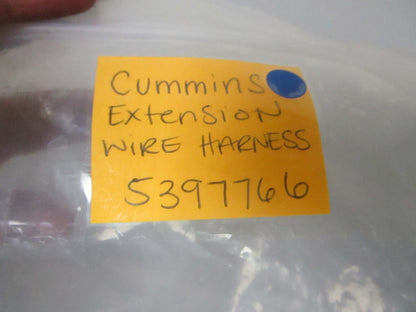 Cummins
Extension
WIRE HARNESS
5397766